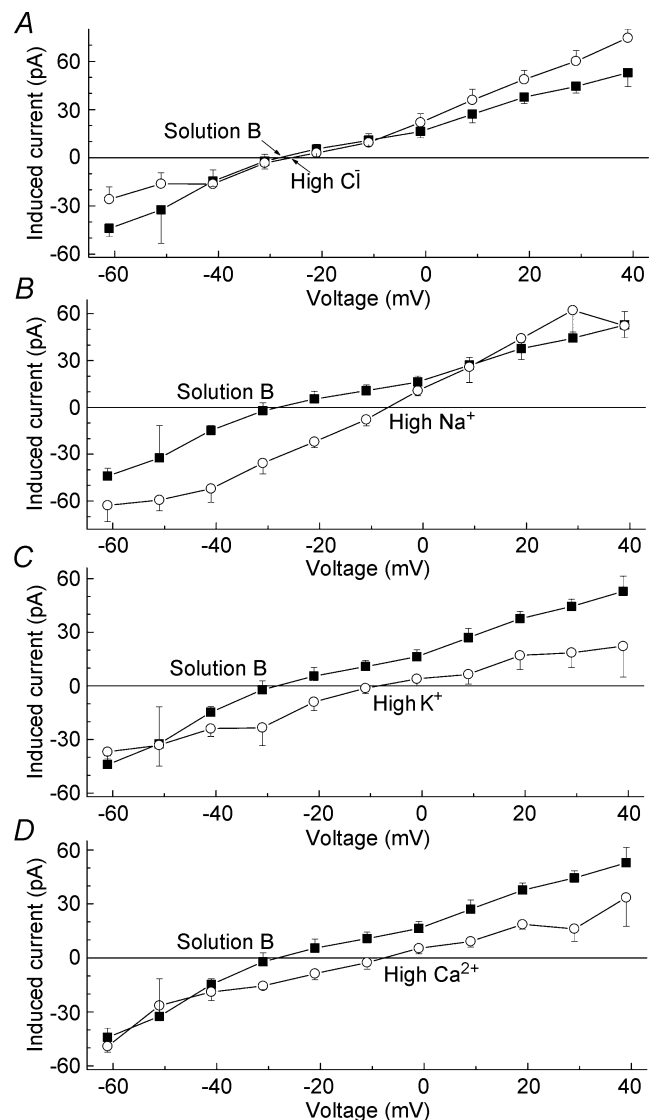 A
Induced current (pA)
60
30
0
-30
-60
Solution B
High Cl-
-60 -40 -20 0 20 40
Voltage (mV)
B
Induced current (pA)
60
30
0
-30
-60
Solution B
High Na+
-60 -40 -20 0 20 40
Voltage (mV)
C
Induced current (pA)
60
30
0
-30
-60
Solution B
High K+
-60 -40 -20 0 20 40
Voltage (mV)
D
Induced current (pA)
60
30
0
-30
-60
Solution B
High Ca2+
-60 -40 -20 0 20 40
Voltage (mV)